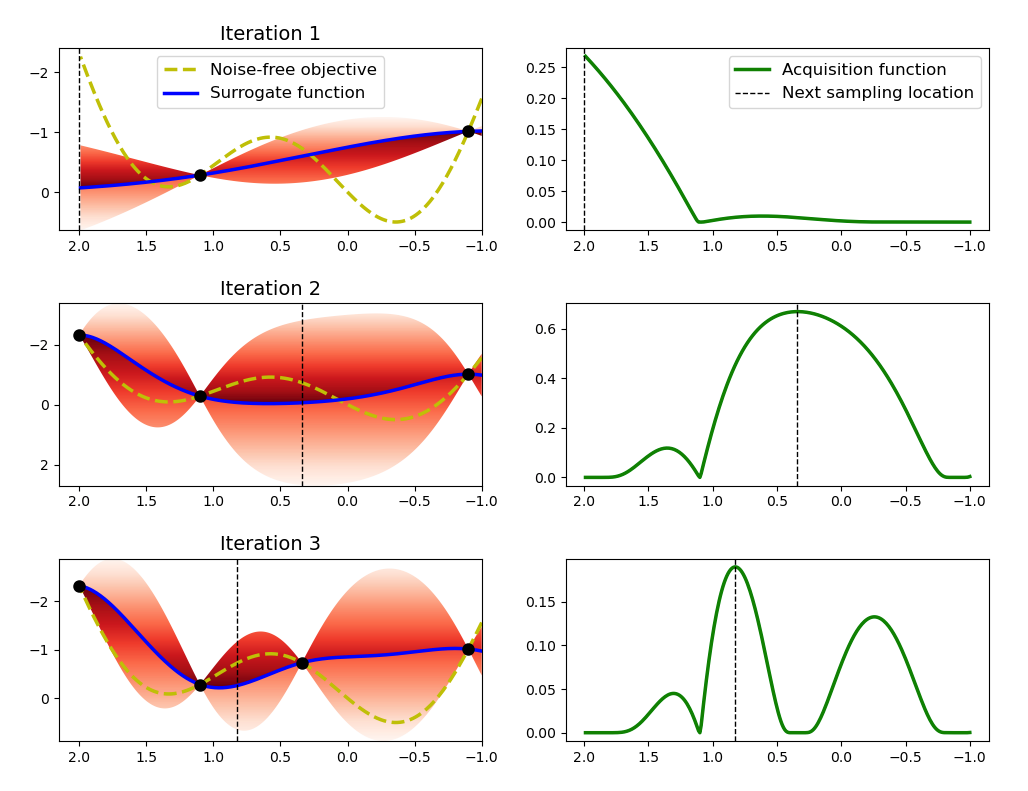 Iteration 1
−2
−1
0
Noise-free objective
Surrogate function
2.0 1.5 1.0 0.5 0.0 −0.5 −1.0
0.25
0.20
0.15
0.10
0.05
0.00
Acquisition function
Next sampling location
2.0 1.5 1.0 0.5 0.0 −0.5 −1.0
Iteration 2
−2
0
2
2.0 1.5 1.0 0.5 0.0 −0.5 −1.0
0.6
0.4
0.2
0.0
2.0 1.5 1.0 0.5 0.0 −0.5 −1.0
Iteration 3
−2
−1
0
2.0 1.5 1.0 0.5 0.0 −0.5 −1.0
0.15
0.10
0.05
0.00
2.0 1.5 1.0 0.5 0.0 −0.5 −1.0